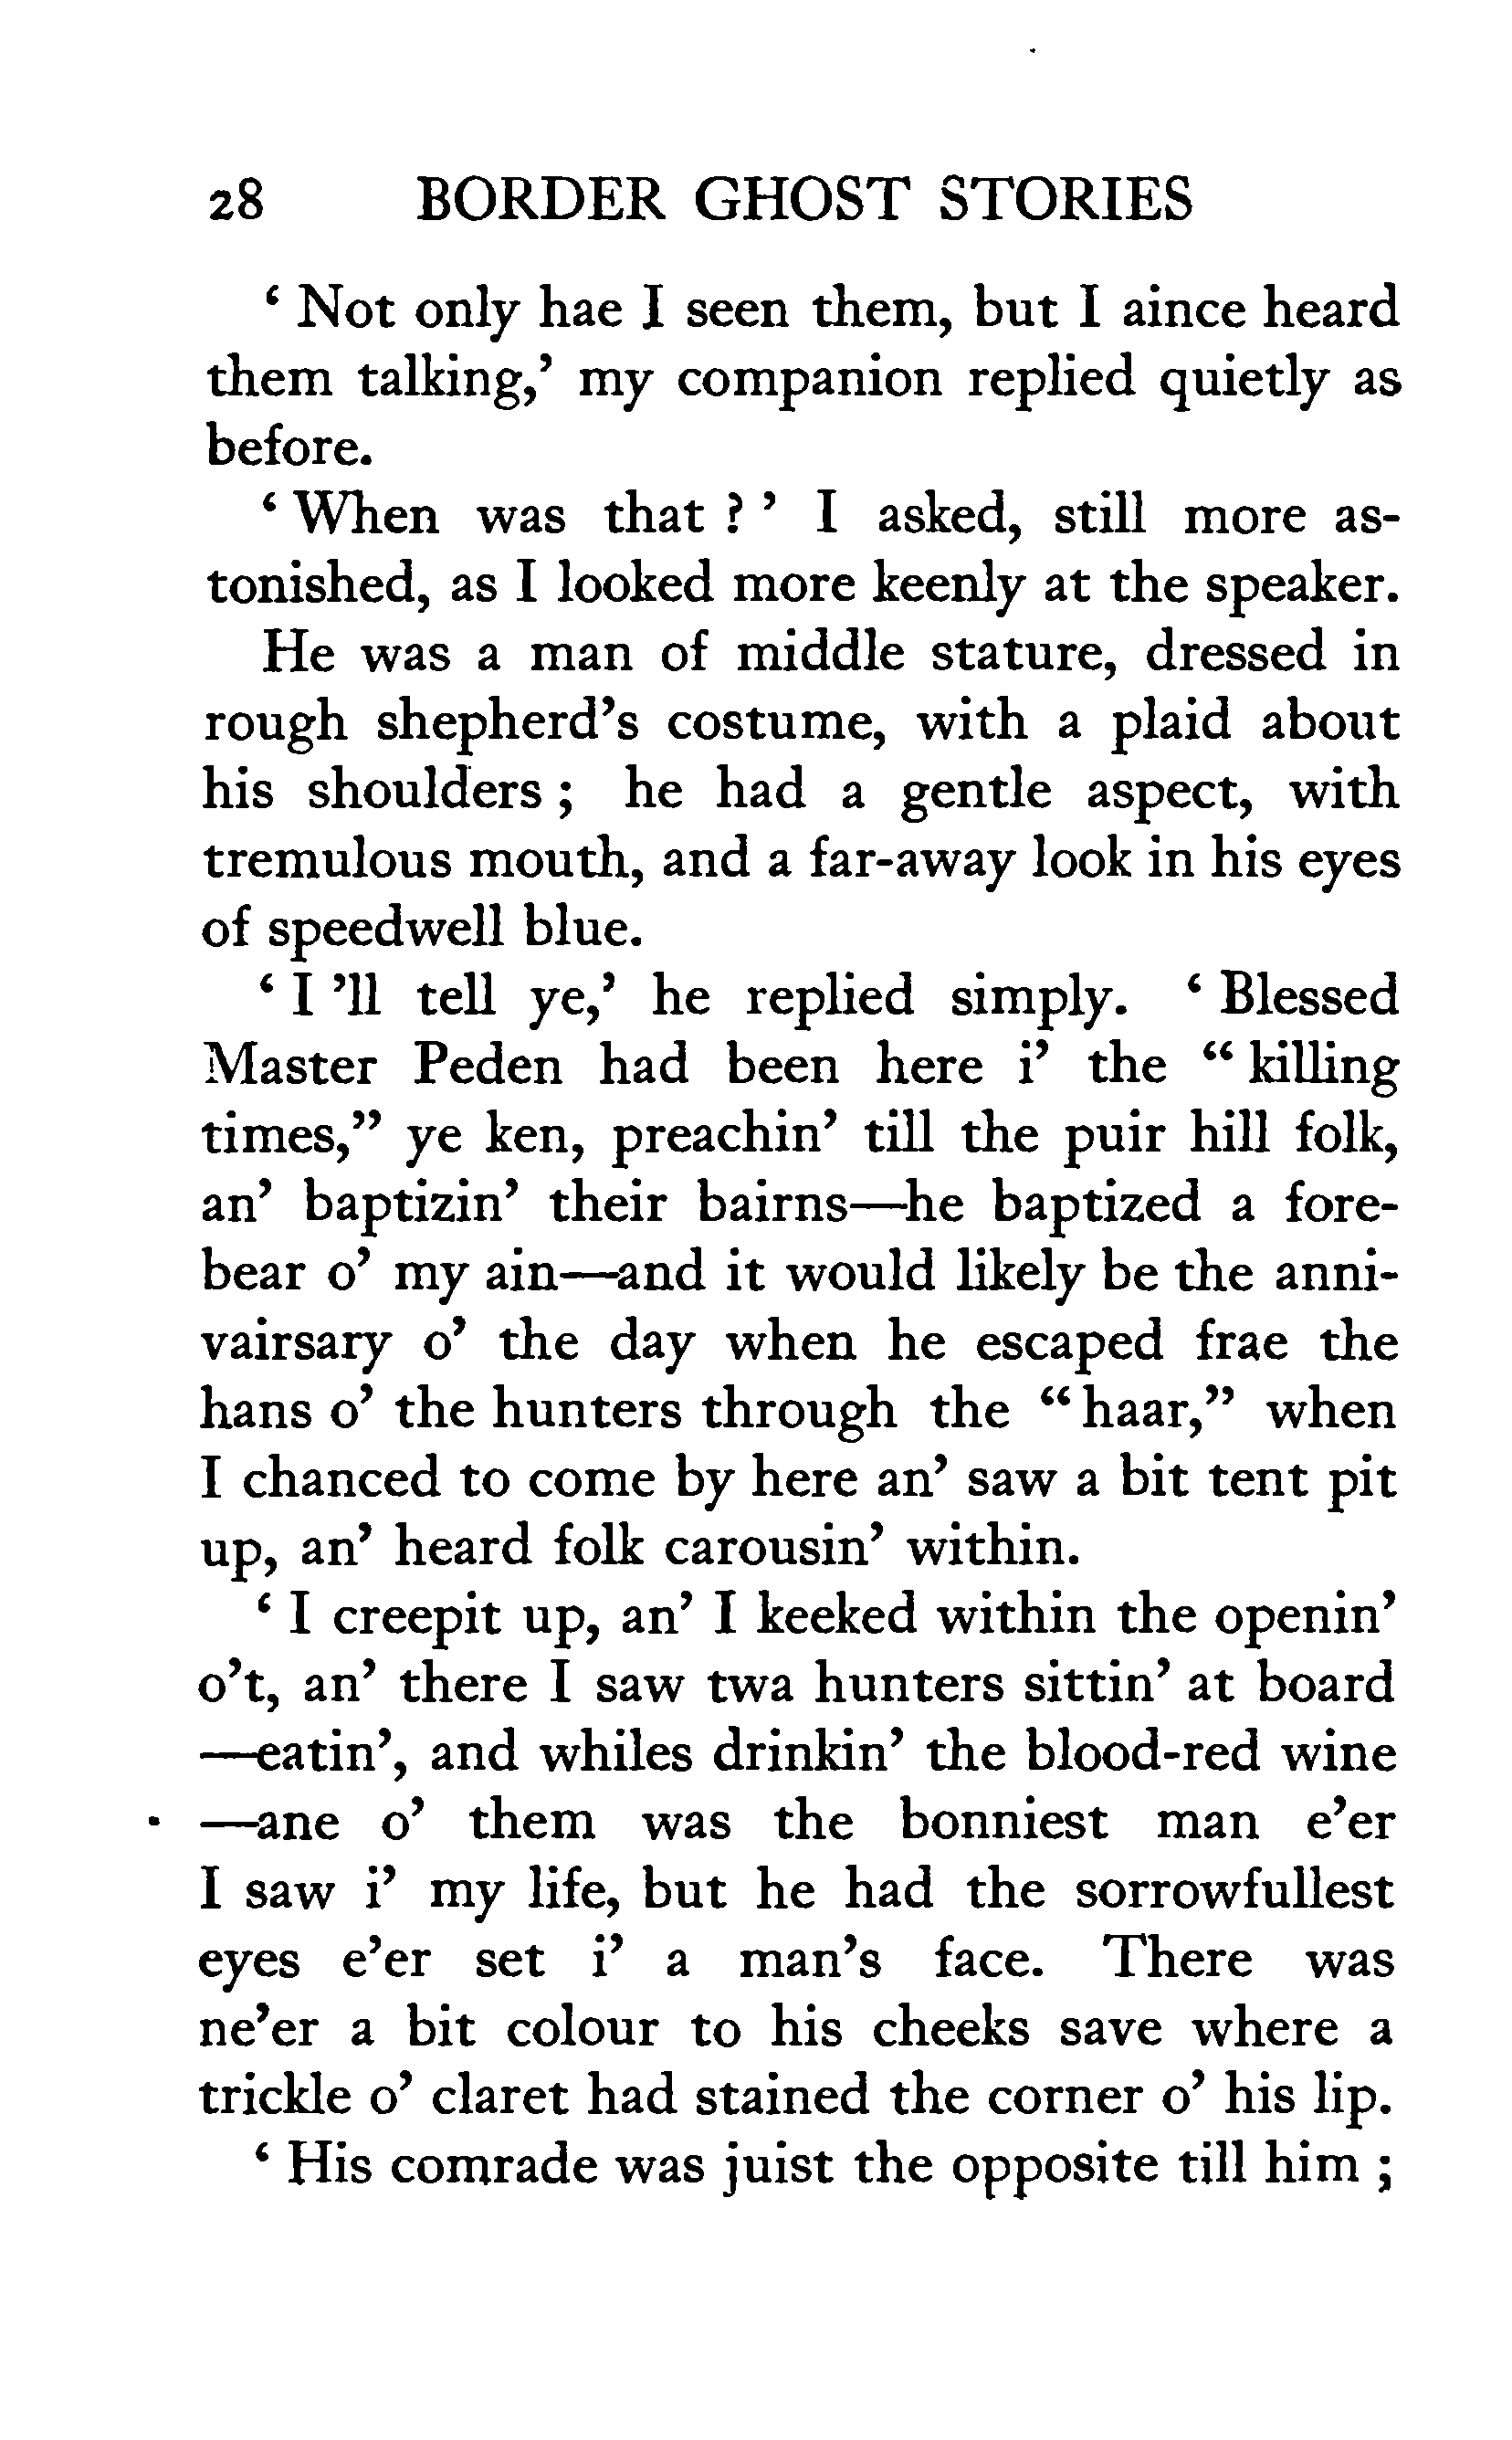 28 BORDER GHOST STORIES
‘ Not only hae I seen them, but I aince heard
them talking,’ my companion replied quietly as
before.
‘ When was that ? ’ I asked, still more as-
tonished, as I looked more keenly at the speaker.
He was a man of middle stature, dressed in
rough shepherd’s costume, with a plaid about
his shoulders ; he had a gentle aspect, with
tremulous mouth, and a far-away look in his eyes
of speedwell blue.
‘ I ’ll tell ye,’ he replied simply. ‘ Blessed
Master Peden had been here i’ the “ killing
times,” ye ken, preachin’ till the puir hill folk,
an’ baptizin’ their bairns—he baptized a fore-
bear o’ my ain—and it would likely be the anni-
vairsary o’ the day when he escaped frae the
hans o’ the hunters through the “ haar,” when
I chanced to come by here an’ saw a bit tent pit
up, an’ heard folk carousin’ within.
‘ I creepit up, an’ I keeked within the openin’
o’t, an’ there I saw twa hunters sittin’ at board
—eatin’, and whiles drinkin’ the blood-red wine
—ane o’ them was the bonniest man e’er
I saw i’ my life, but he had the sorrowfullest
eyes e’er set i’ a man’s face. There was
ne’er a bit colour to his cheeks save where a
trickle o’ claret had stained the corner o’ his lip.
‘ His comrade was juist the opposite till him ;